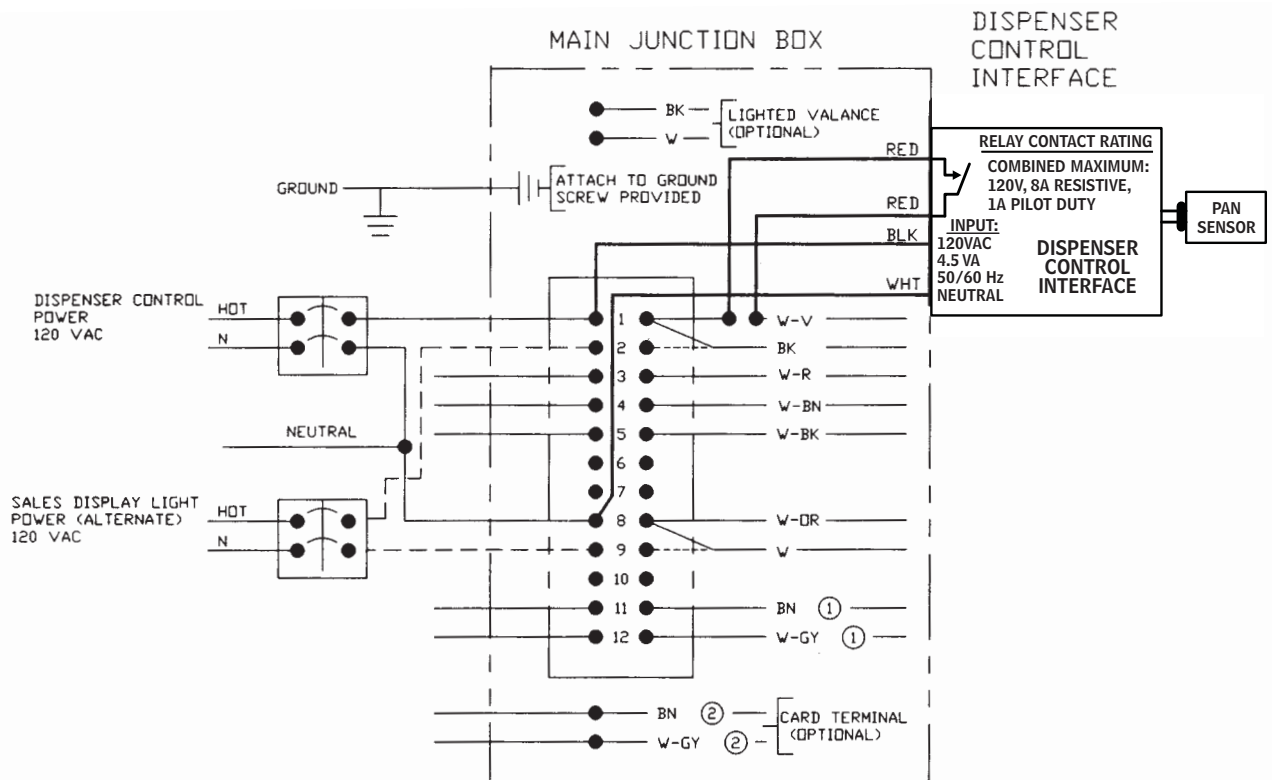 MAIN JUNCTION BOX
DISPENSER
CONTROL
INTERFACE
BK
W
LIGHTED VALANCE
(OPTIONAL)
GROUND
ATTACH TO GROUND
SCREW PROVIDED
RED
RED
BLK
WHT
RELAY CONTACT RATING
COMBINED MAXIMUM:
120V, 8A RESISTIVE,
1A PILOT DUTY
INPUT:
120VAC
4.5 VA
50/60 Hz
NEUTRAL
DISPENSER
CONTROL
INTERFACE
PAN
SENSOR
DISPENSER CONTROL
POWER
120 VAC
HOT
N
NEUTRAL
SALES DISPLAY LIGHT
POWER (ALTERNATE)
120 VAC
HOT
N
1 W-V
2 BK
3 W-R
4 W-BN
5 W-BK
6
7
8 W-OR
9 W
10
11 BN 1
12 W-GY 1
BN 2
W-GY 2
CARD TERMINAL
(OPTIONAL)